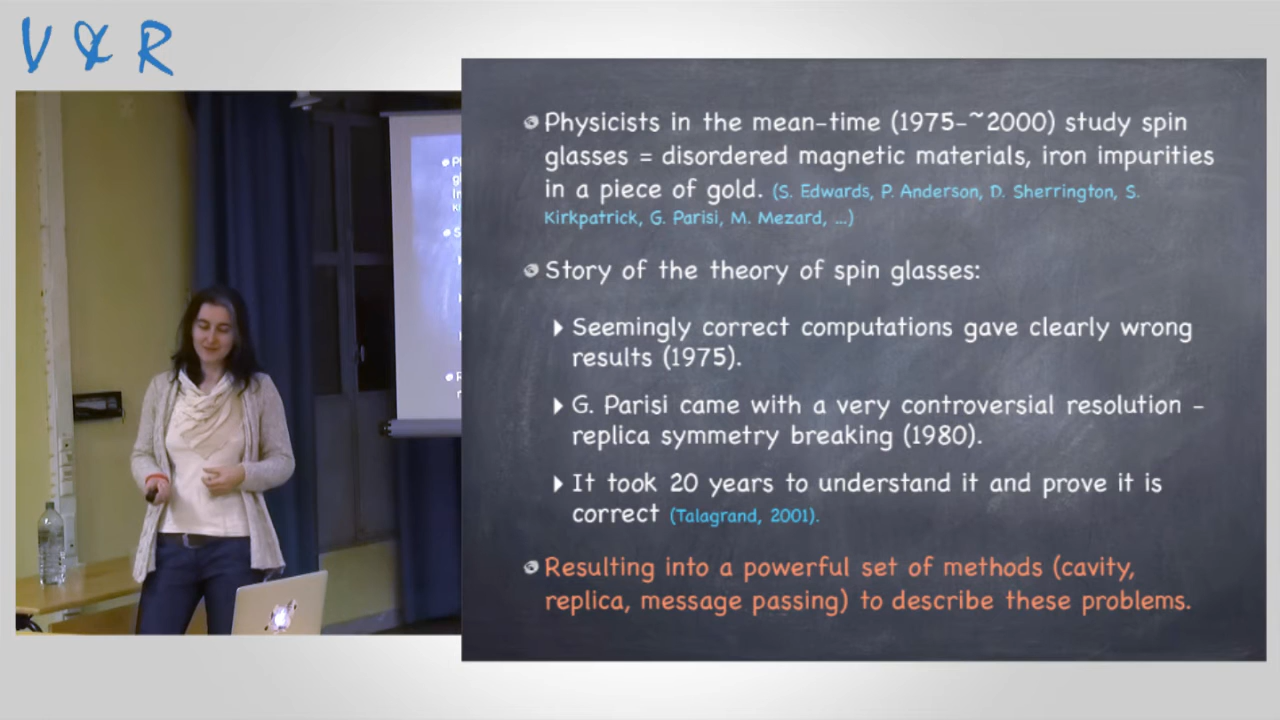 V & R
Physicists in the mean-time (1975-~2000) study spin
glasses = disordered magnetic materials, iron impurities
in a piece of gold. (S. Edwards, P. Anderson, D. Sherrington, S.
Kirkpatrick, G. Parisi, M. Mezard, ...)
Story of the theory of spin glasses:
Seemingly correct computations gave clearly wrong
results (1975).
G. Parisi came with a very controversial resolution -
replica symmetry breaking (1980).
It took 20 years to understand it and prove it is
correct (Talagrand, 2001).
Resulting into a powerful set of methods (cavity,
replica, message passing) to describe these problems.